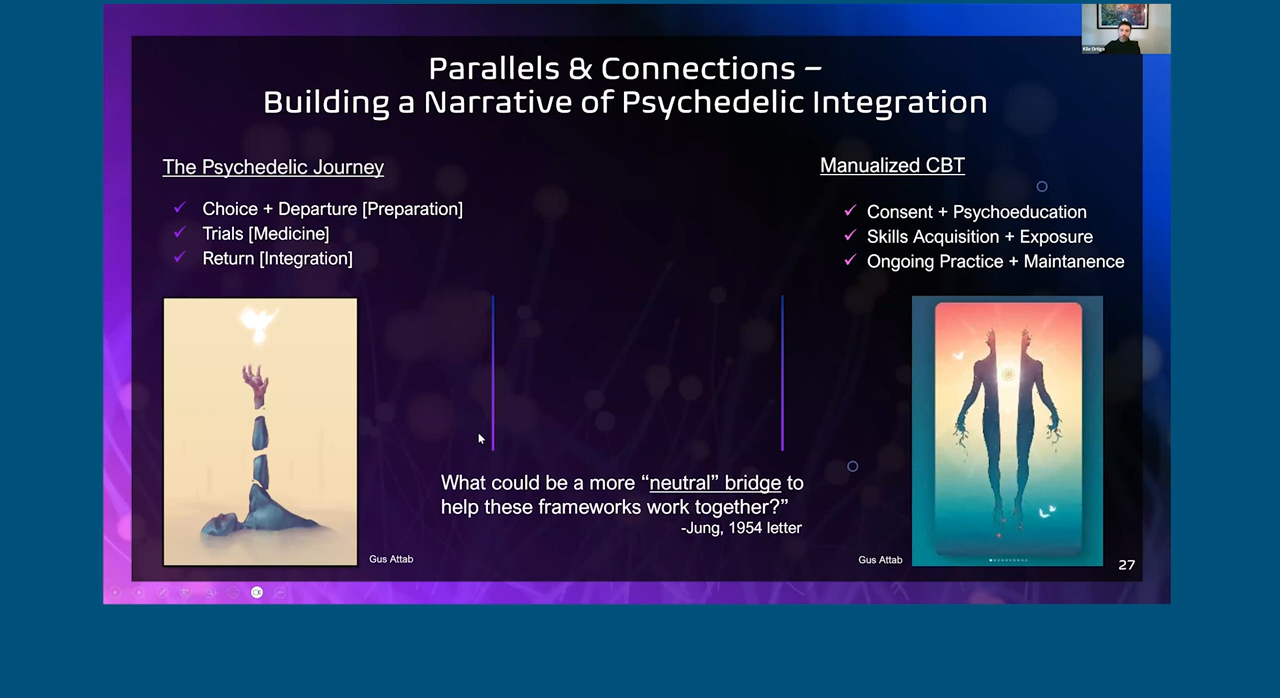 Kile Ortigo
Parallels & Connections –
Building a Narrative of Psychedelic Integration
The Psychedelic Journey
Choice + Departure [Preparation]
Trials [Medicine]
Return [Integration]
Manualized CBT
Consent + Psychoeducation
Skills Acquisition + Exposure
Ongoing Practice + Maintanence
What could be a more “neutral” bridge to
help these frameworks work together?”
-Jung, 1954 letter
Gus Attab
Gus Attab
27